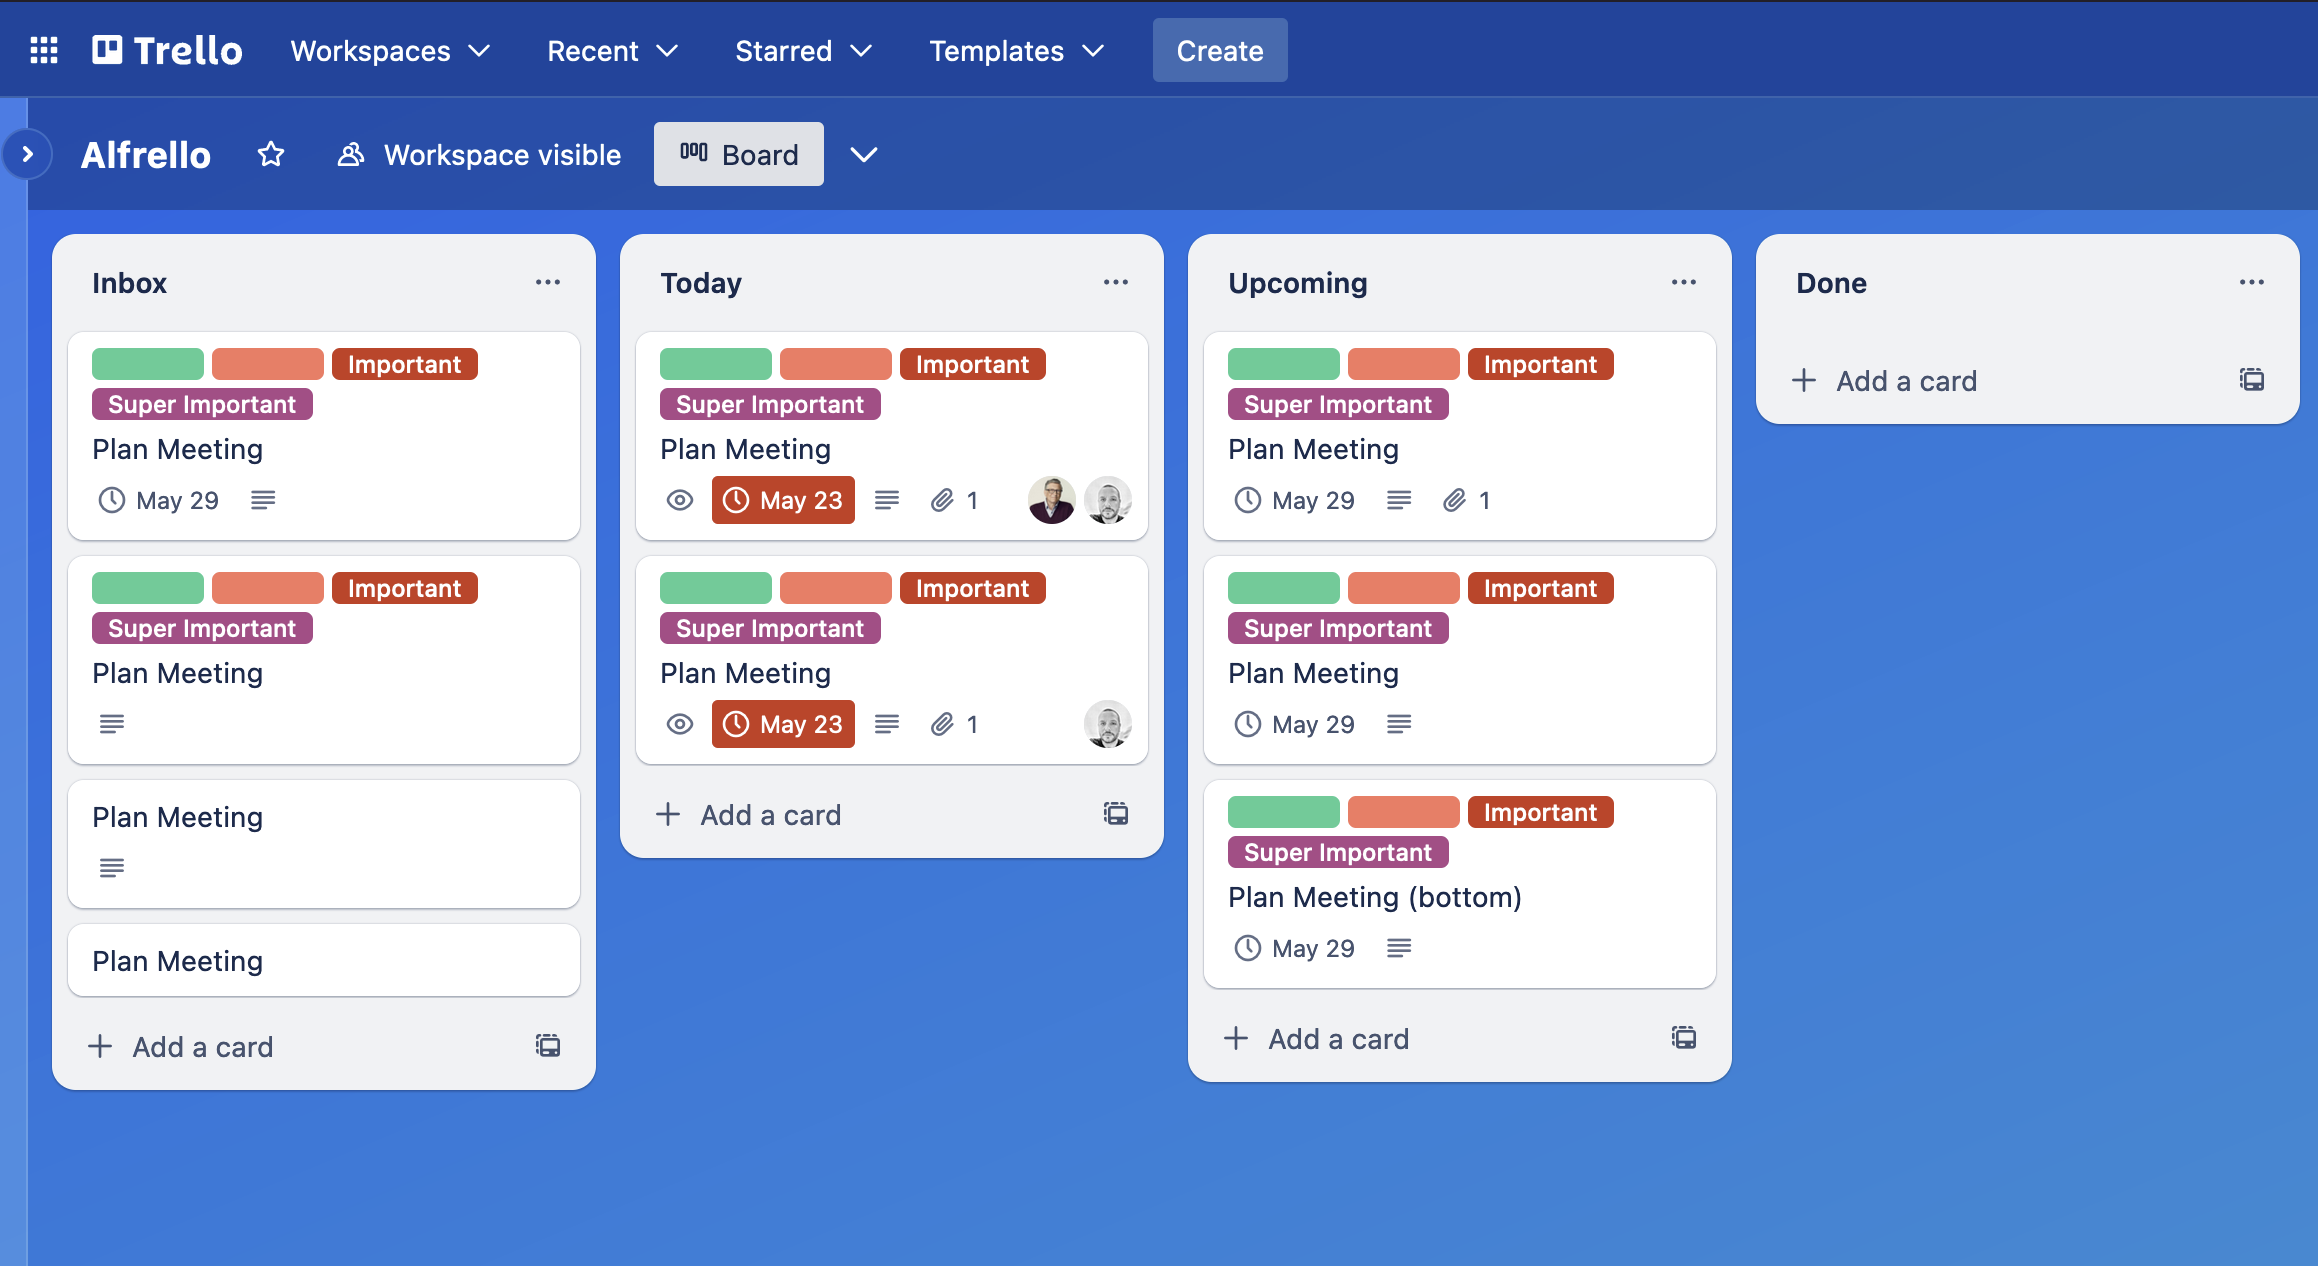 Trello Workspaces Recent Starred Templates Create
Alfrello Workspace visible Board
Inbox
Important
Super Important
Plan Meeting
May 29
Important
Super Important
Plan Meeting
Plan Meeting
Plan Meeting
Add a card
Today
Important
Super Important
Plan Meeting
May 23 1
Important
Super Important
Plan Meeting
May 23 1
Add a card
Upcoming
Important
Super Important
Plan Meeting
May 29 1
Important
Super Important
Plan Meeting
May 29
Important
Super Important
Plan Meeting (bottom)
May 29
Add a card
Done
Add a card